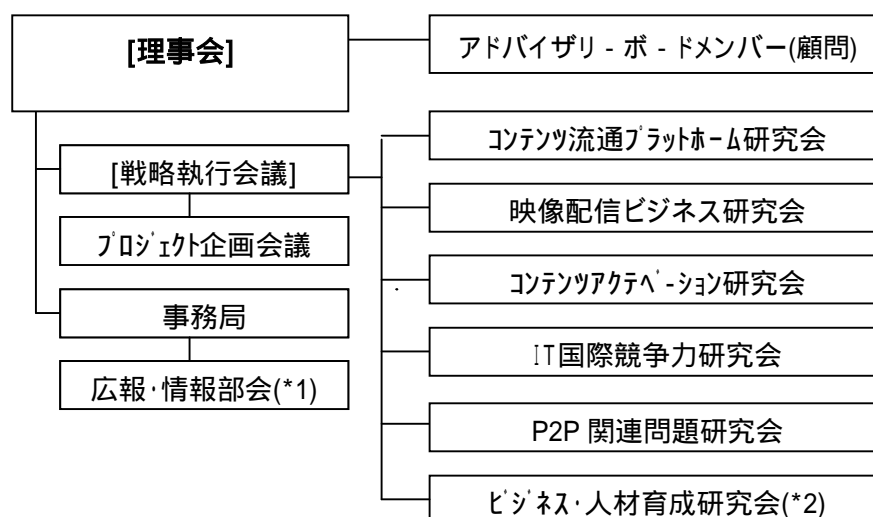 [理事会]
アドバイザリ - ボ - ドメンバー(顧問)
[戦略執行会議]
ﾌﾟﾛｼﾞｪｸﾄ企画会議
事務局
広報・情報部会(*1)
ｺﾝﾃﾝﾂ流通ﾌﾟﾗｯﾄﾎｰﾑ研究会
映像配信ビジネス研究会
ｺﾝﾃﾝﾂｱｸﾃﾍﾞ-ｼｮﾝ研究会
IT国際競争力研究会
P2P 関連問題研究会
ﾋﾞｼﾞﾈｽ・人材育成研究会(*2)